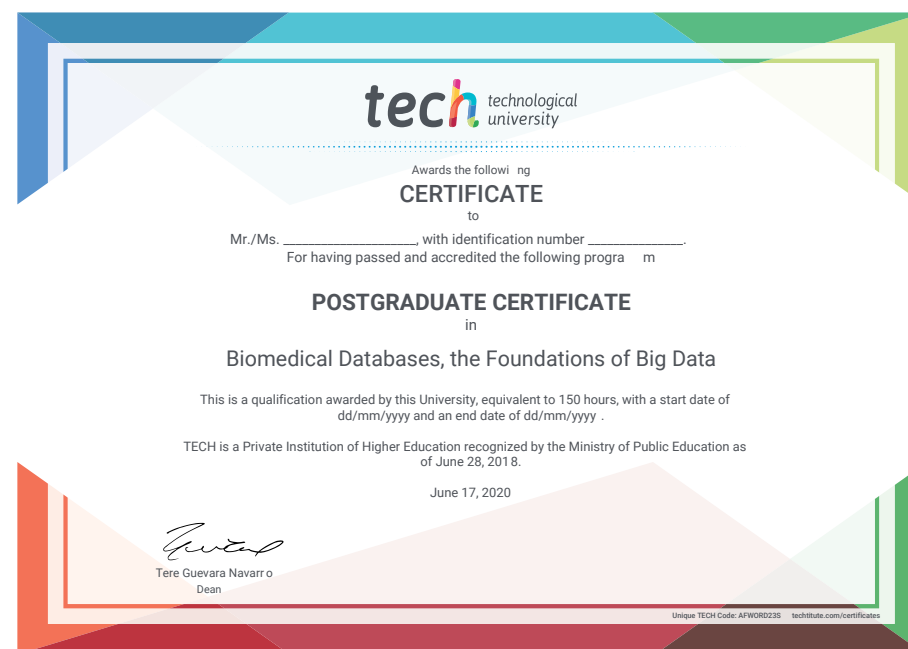 tech technological
university
Awards the followi ng
CERTIFICATE
to
Mr./Ms. ____________________, with identification number ______________.
For having passed and accredited the following progra m
POSTGRADUATE CERTIFICATE
in
Biomedical Databases, the Foundations of Big Data
This is a qualification awarded by this University, equivalent to 150 hours, with a start date of
dd/mm/yyyy and an end date of dd/mm/yyyy .
TECH is a Private Institution of Higher Education recognized by the Ministry of Public Education as
of June 28, 2018.
June 17, 2020
Tere Guevara Navarro
Dean
Unique TECH Code: AFWORD23S techtitute.com/certificates